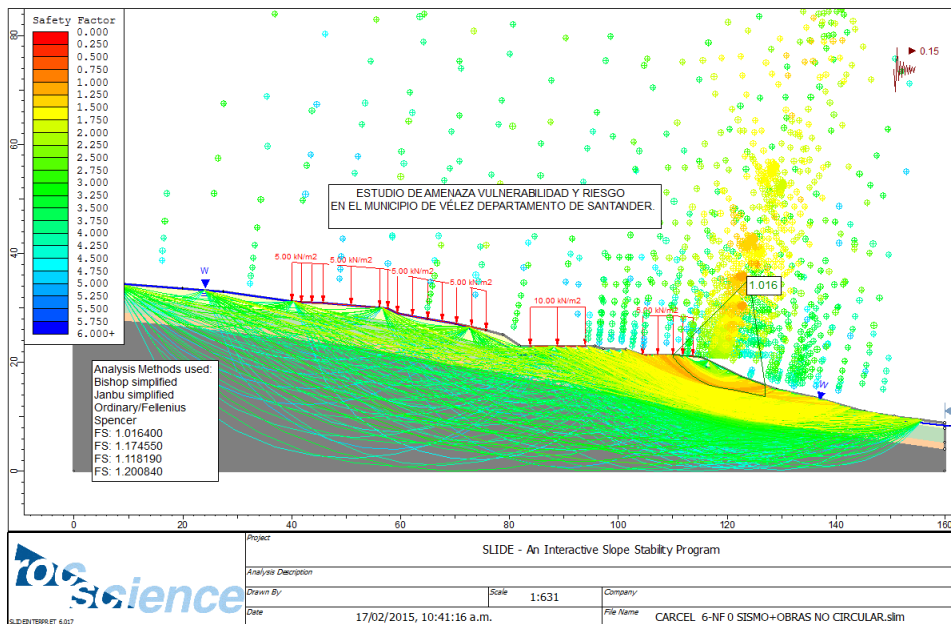 Safety Factor
0.000
0.250
0.500
0.750
1.000
1.250
1.500
1.750
2.000
2.250
2.500
2.750
3.000
3.250
3.500
3.750
4.000
4.250
4.500
4.750
5.000
5.250
5.500
5.750
6.000+
0.15
ESTUDIO DE AMENAZA VULNERABILIDAD Y RIESGO
EN EL MUNICIPIO DE VÉLEZ DEPARTAMENTO DE SANTANDER.
W
5.00 kN/m2
5.00 kN/m2
5.00 kN/m2
5.00 kN/m2
10.00 kN/m2
5.00 kN/m2
1.016
W
Analysis Methods used:
Bishop simplified
Janbu simplified
Ordinary/Fellenius
Spencer
FS: 1.016400
FS: 1.174550
FS: 1.118190
FS: 1.200840
80
60
40
20
0
0 20 40 60 80 100 120 140 160
rocscience
SLIDEINTERPRET 6.017
Project
SLIDE - An Interactive Slope Stability Program
Analysis Description
Drawn By
Scale 1:631
Company
Date 17/02/2015, 10:41:16 a.m.
File Name CARCEL 6-NF 0 SISMO+OBRAS NO CIRCULAR.slim